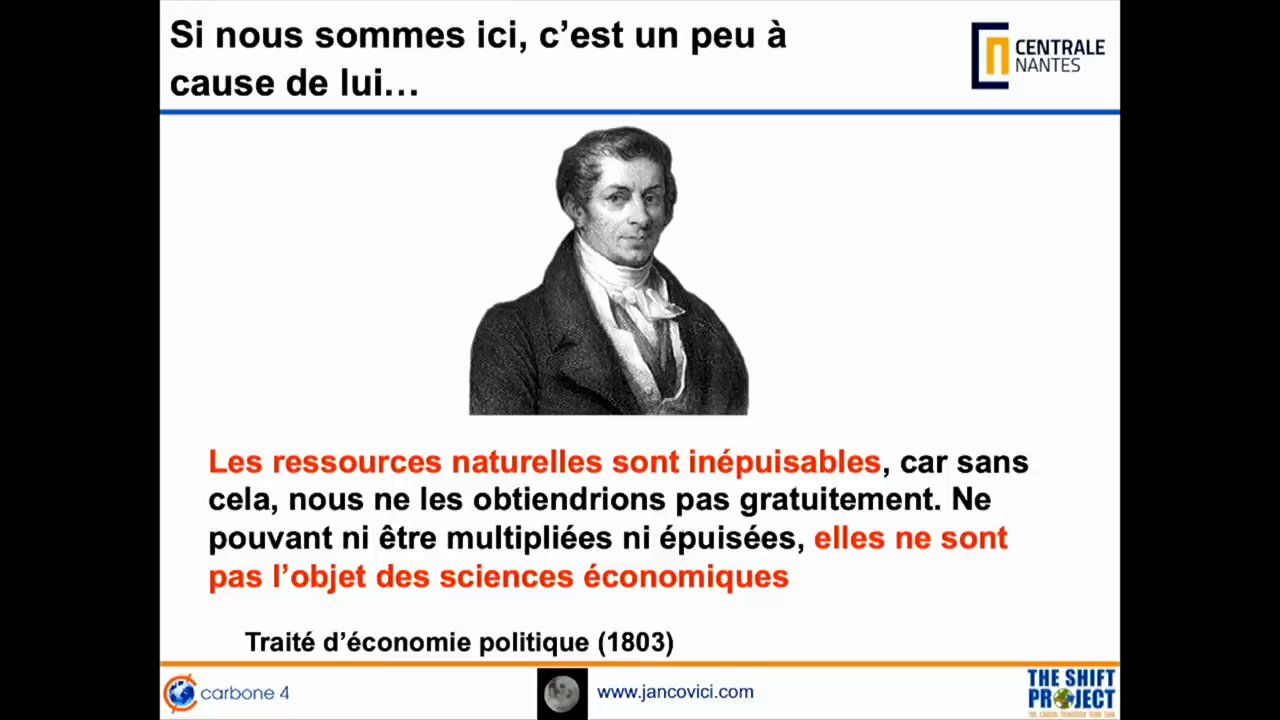 Si nous sommes ici, c’est un peu à
cause de lui…
CENTRALE
NANTES
Les ressources naturelles sont inépuisables, car sans
cela, nous ne les obtiendrions pas gratuitement. Ne
pouvant ni être multipliées ni épuisées, elles ne sont
pas l’objet des sciences économiques
Traité d’économie politique (1803)
carbone 4
www.jancovici.com
THE SHIFT
PROJECT